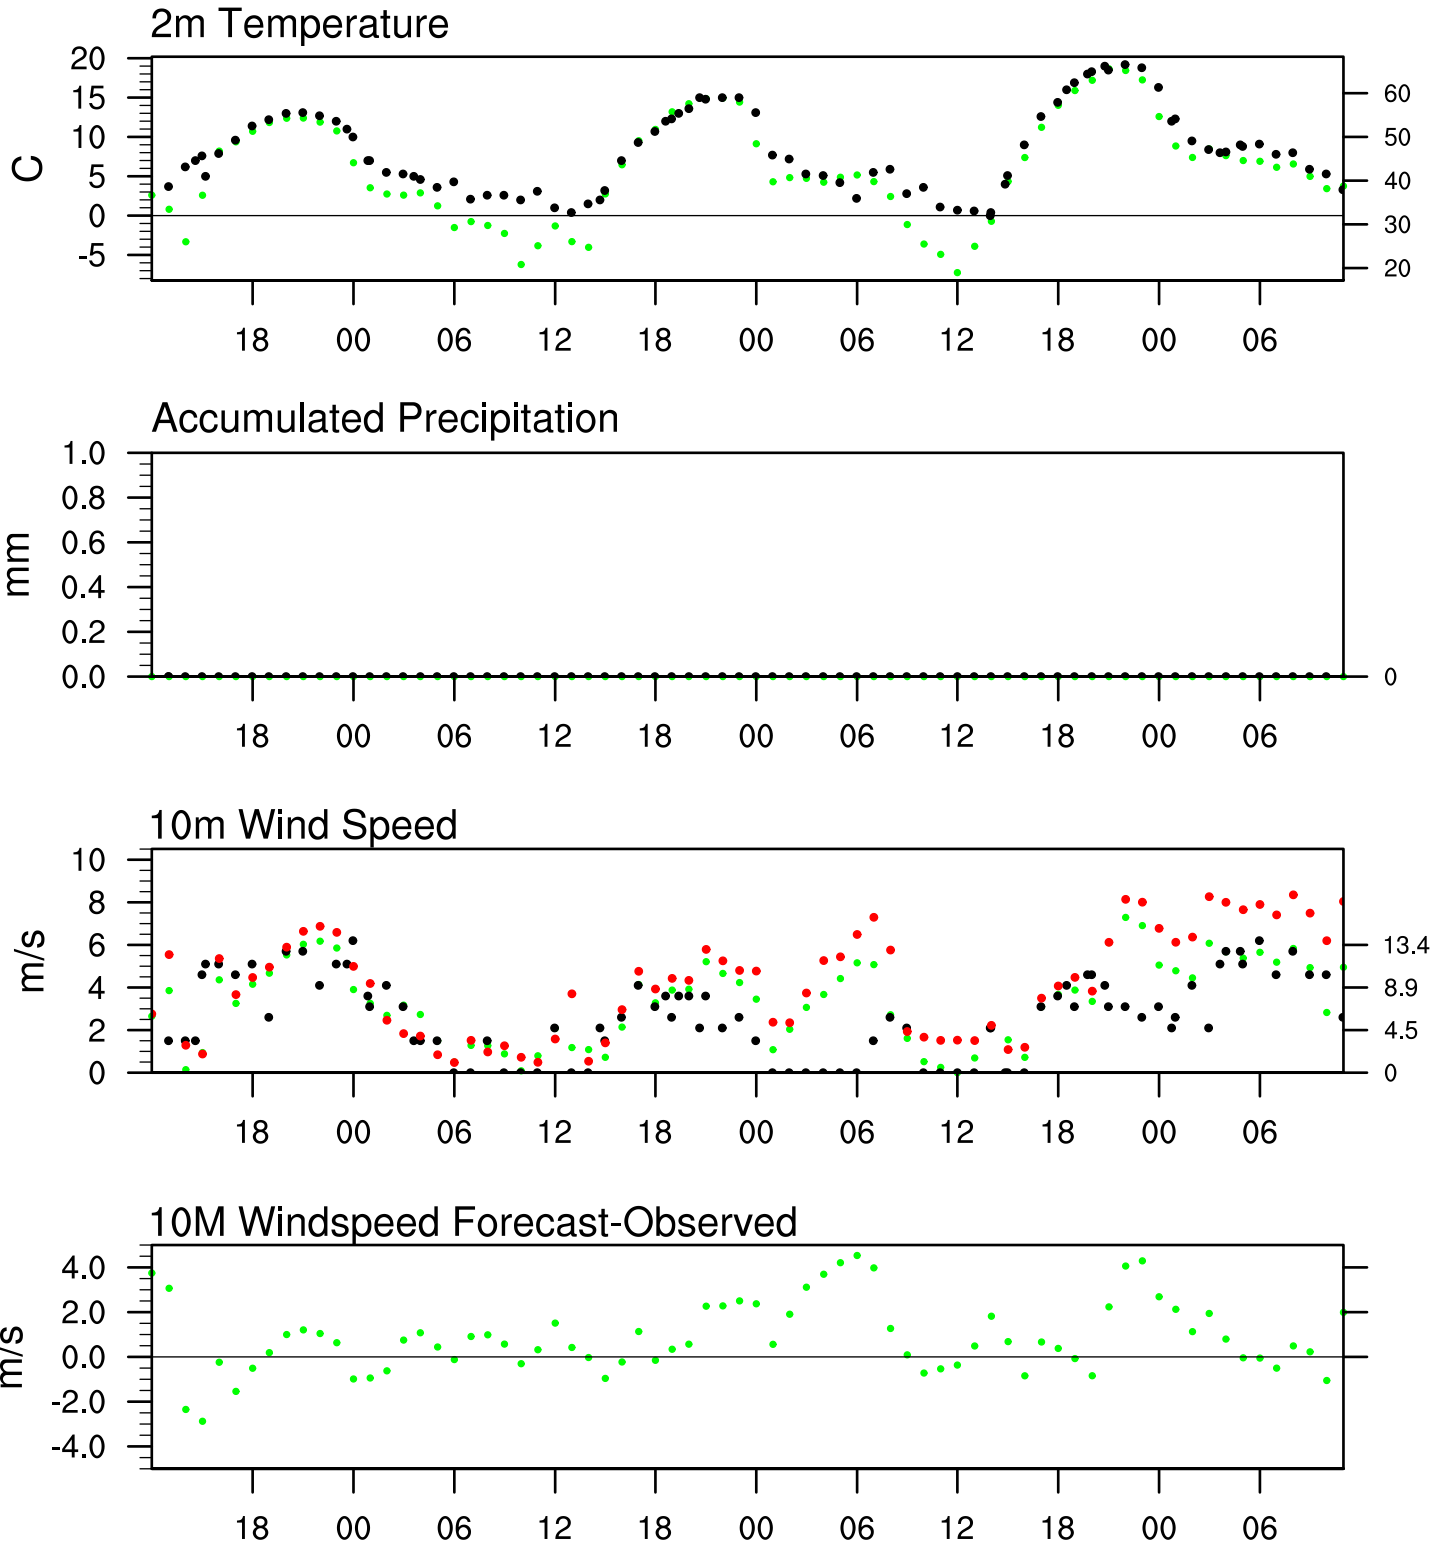 2m Temperature
20
15
10
5
0
-5
C
60
50
40
30
20
18 00 06 12 18 00 06 12 18 00 06
Accumulated Precipitation
1.0
0.8
0.6
0.4
0.2
0.0
mm
0
18 00 06 12 18 00 06 12 18 00 06
10m Wind Speed
10
8
6
4
2
0
m/s
13.4
8.9
4.5
0
18 00 06 12 18 00 06 12 18 00 06
10M Windspeed Forecast-Observed
4.0
2.0
0.0
-2.0
-4.0
m/s
18 00 06 12 18 00 06 12 18 00 06